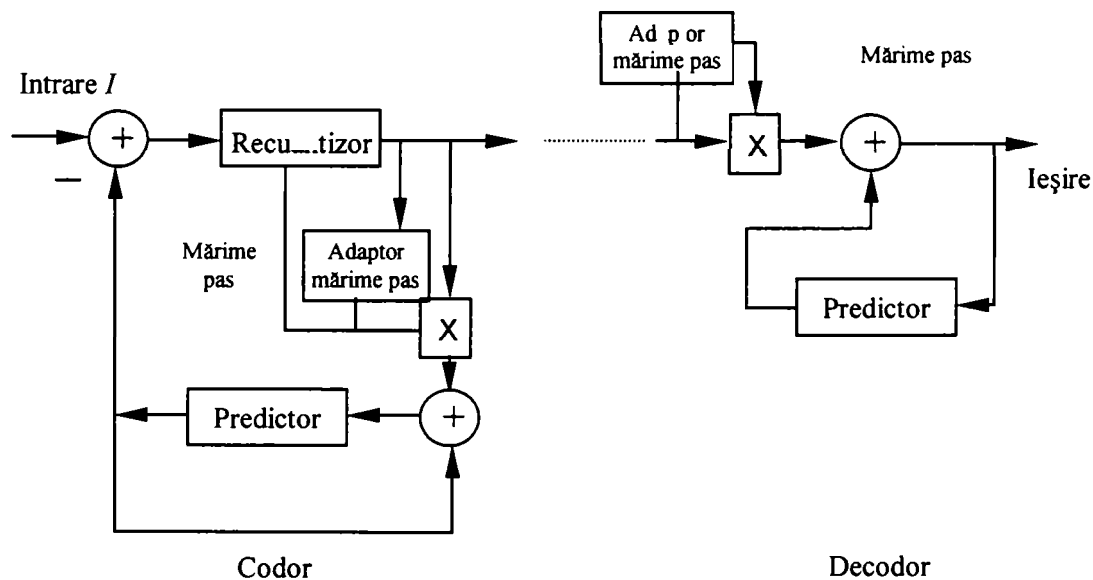 Intrare I
+
–
mărime pas
Mărime pas
X
+
Ieşire
Mărime
pas
Adaptor
mărime pas
X
Predictor
+
Predictor
Codor
Decodor